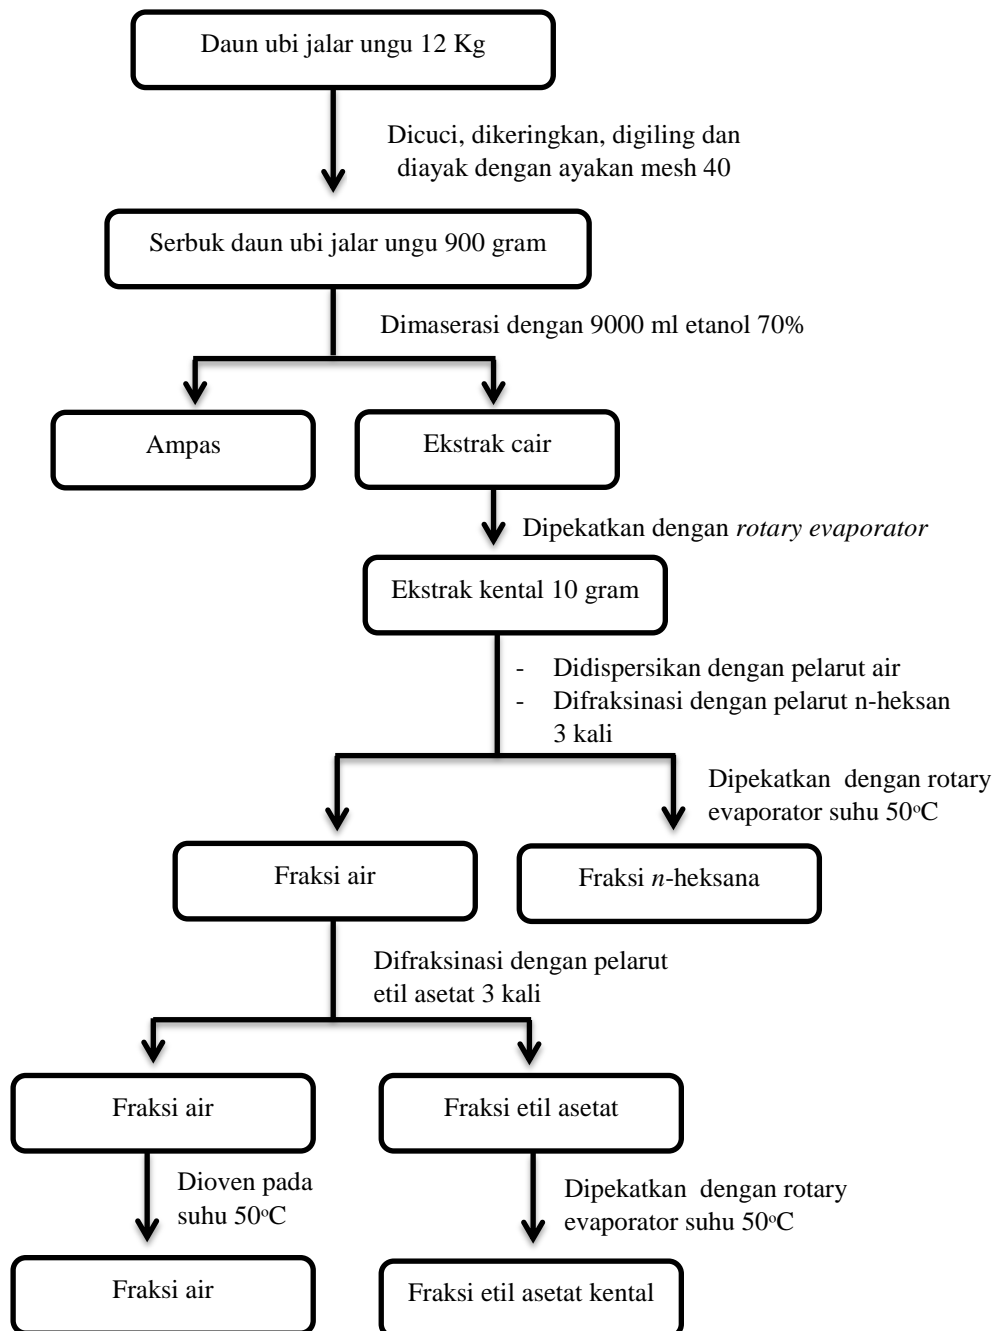 Daun ubi jalar ungu 12 Kg
Dicuci, dikeringkan, digiling dan
diayak dengan ayakan mesh 40
Serbuk daun ubi jalar ungu 900 gram
Dimaserasi dengan 9000 ml etanol 70%
Ampas
Ekstrak cair
Dipekatkan dengan rotary evaporator
Ekstrak kental 10 gram
- Didispersikan dengan pelarut air
- Difraksinasi dengan pelarut n-heksan
3 kali
Dipekatkan dengan rotary
evaporator suhu 50°C
Fraksi air
Fraksi n-heksana
Difraksinasi dengan pelarut
etil asetat 3 kali
Fraksi air
Fraksi etil asetat
Dioven pada
suhu 50°C
Dipekatkan dengan rotary
evaporator suhu 50°C
Fraksi air
Fraksi etil asetat kental